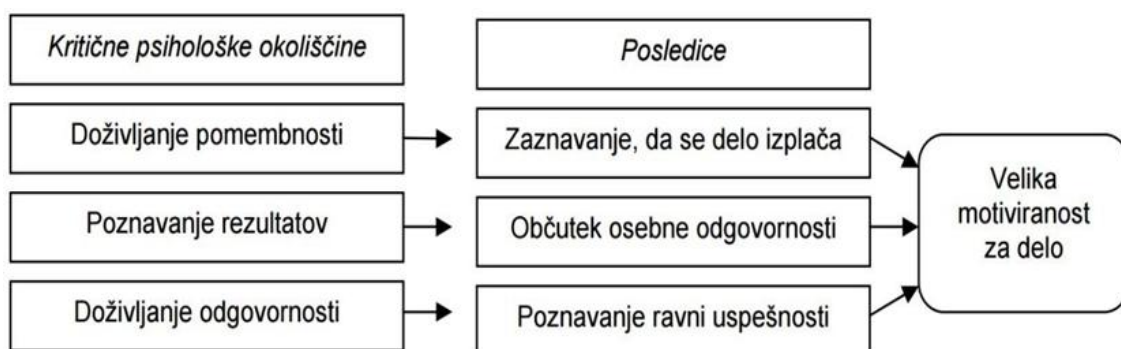 Kritične psihološke okoliščine
Posledice
Doživljanje pomembnosti
Zaznavanje, da se delo izplača
Poznavanje rezultatov
Občutek osebne odgovornosti
Doživljanje odgovornosti
Poznavanje ravni uspešnosti
Velika
motiviranost
za delo